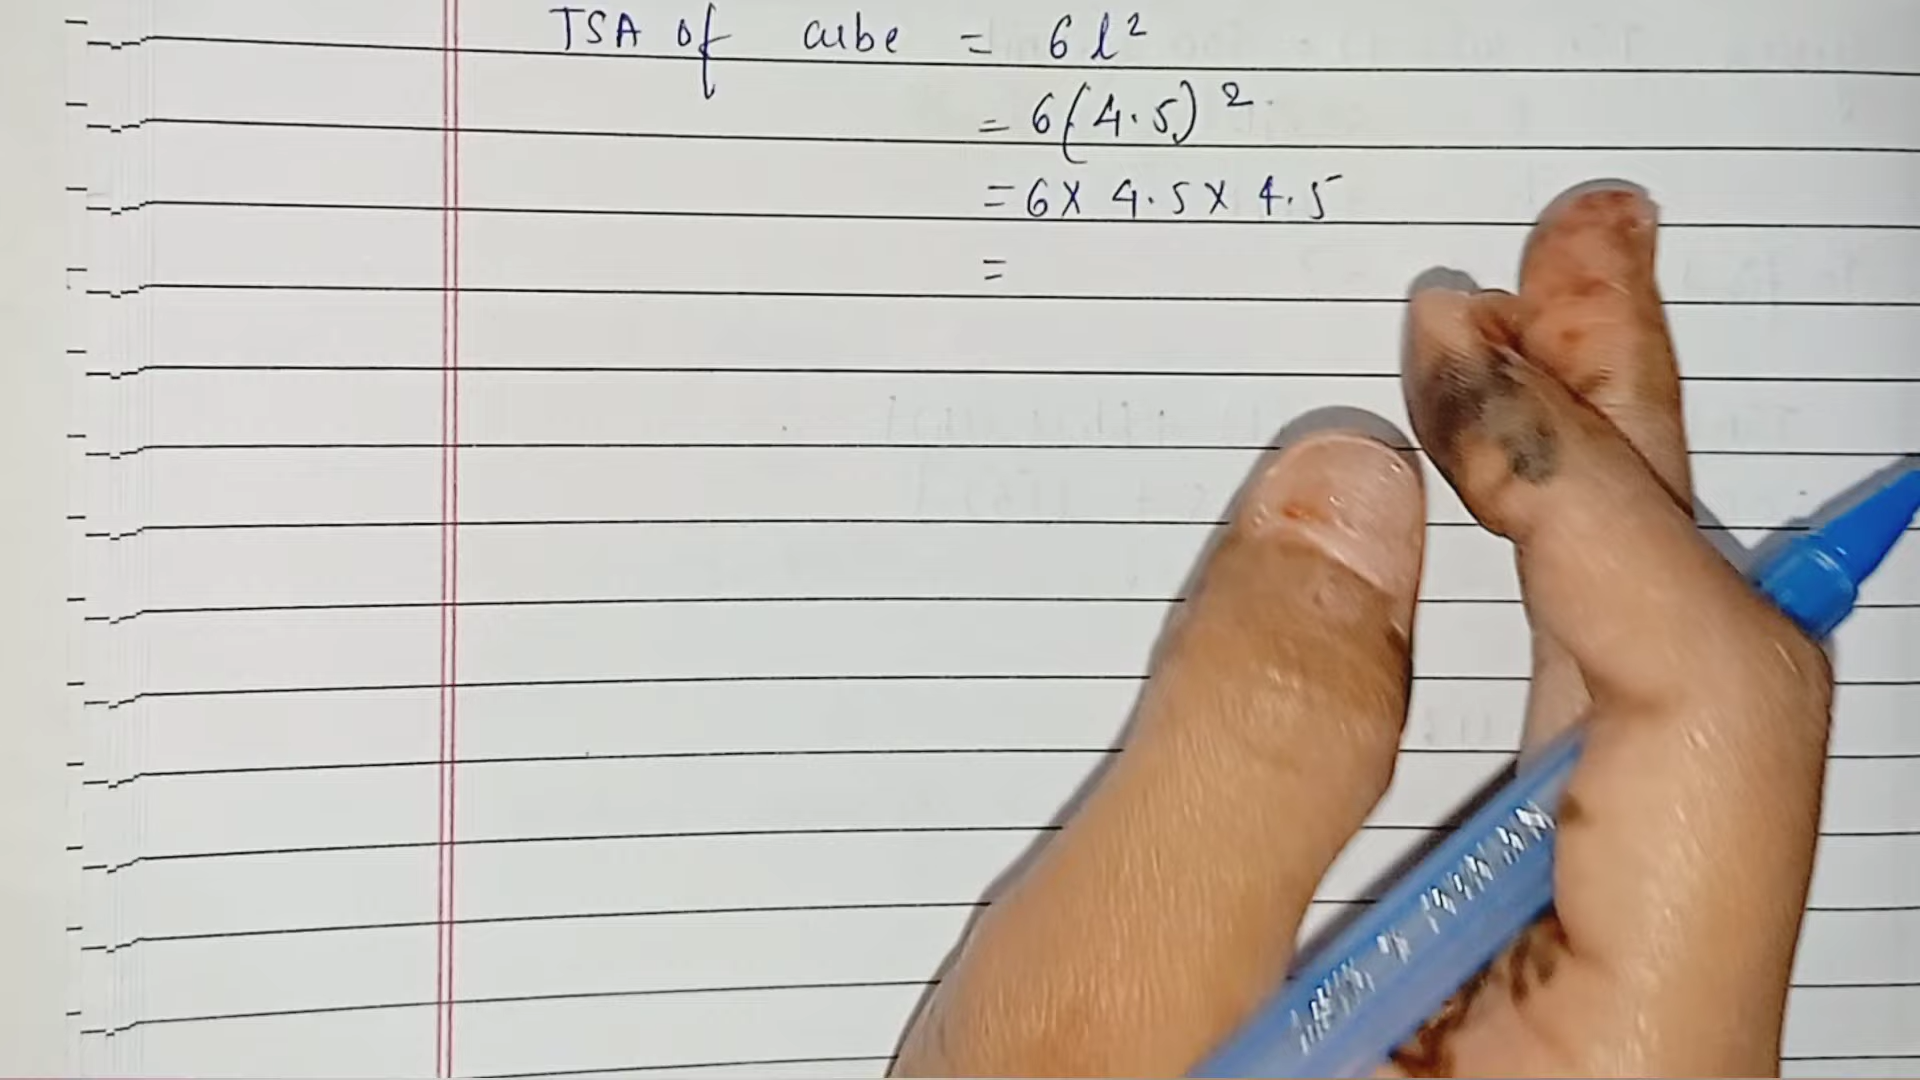 TSA of cube = 6l²
= 6(4.5)²
= 6 x 4.5 x 4.5
=